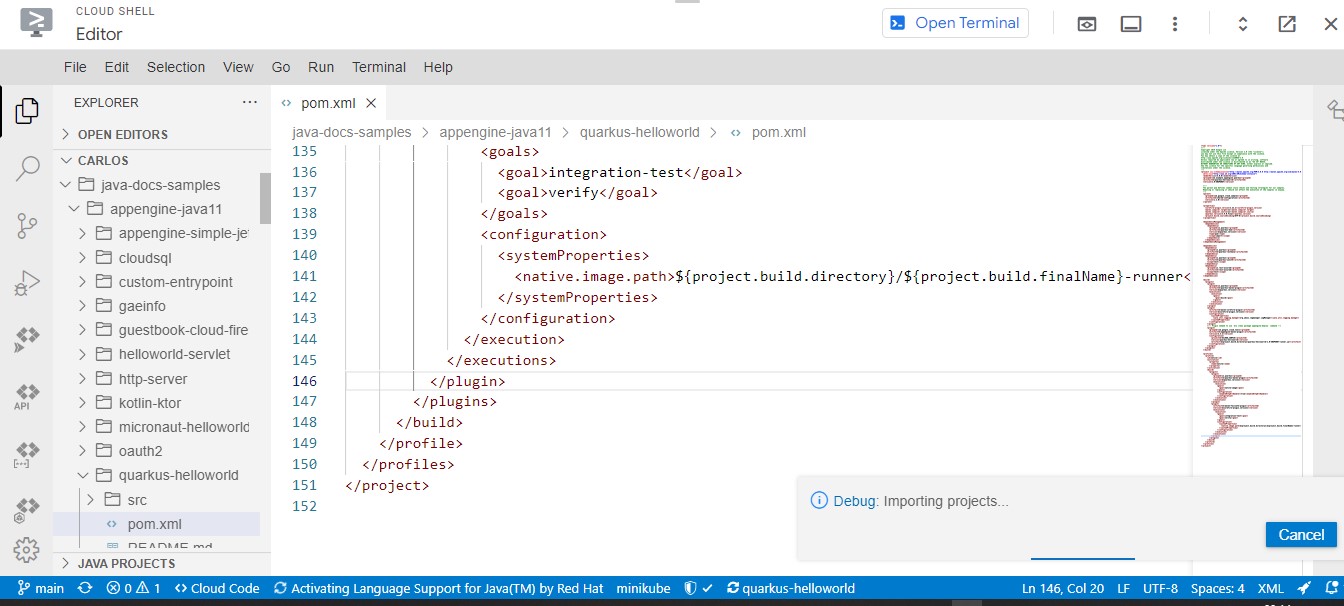 CLOUD SHELL
Editor
Open Terminal
File Edit Selection View Go Run Terminal Help
EXPLORER
OPEN EDITORS
CARLOS
java-docs-samples
appengine-java11
appengine-simple-je
cloudsql
custom-entrypoint
gaeinfo
guestbook-cloud-fire
helloworld-servlet
http-server
kotlin-ktor
micronaut-helloworld
oauth2
quarkus-helloworld
src
pom.xml
README.md
JAVA PROJECTS
API
pom.xml
java-docs-samples > appengine-java11 > quarkus-helloworld > pom.xml
135 <goals>
136 <goal>integration-test</goal>
137 <goal>verify</goal>
138 </goals>
139 <configuration>
140 <systemProperties>
141 <native.image.path>${project.build.directory}/${project.build.finalName}-runner<
142 </systemProperties>
143 </configuration>
144 </execution>
145 </executions>
146 </plugin>
147 </plugins>
148 </build>
149 </profile>
150 </profiles>
151 </project>
152
Debug: Importing projects...
Cancel
main 0 1 Cloud Code Activating Language Support for Java(TM) by Red Hat minikube quarkus-helloworld Ln 146, Col 20 LF UTF-8 Spaces: 4 XML